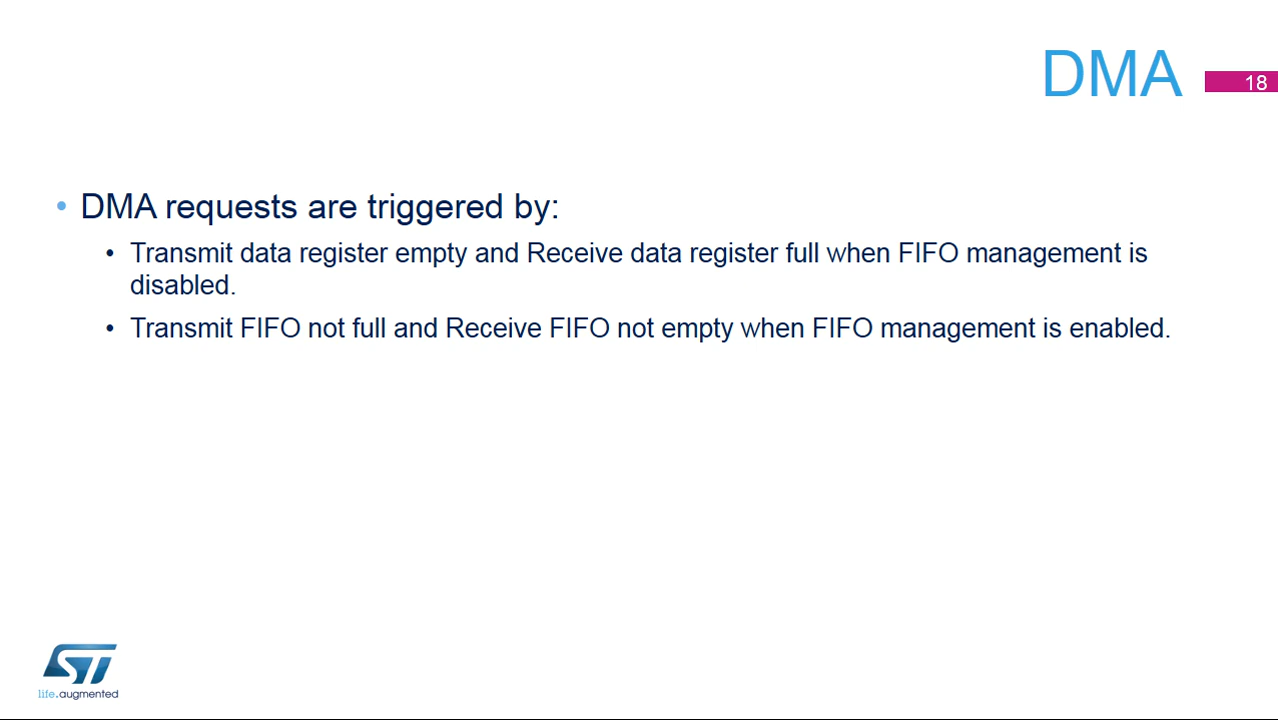 DMA
18
• DMA requests are triggered by:
• Transmit data register empty and Receive data register full when FIFO management is
disabled.
• Transmit FIFO not full and Receive FIFO not empty when FIFO management is enabled.
ST
life.augmented